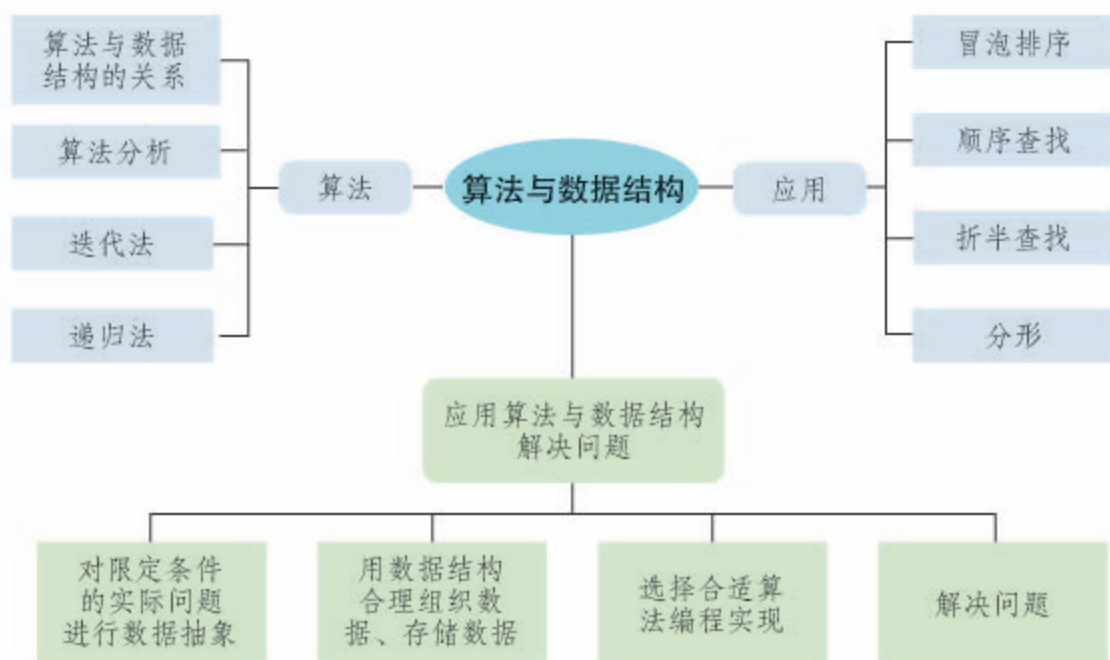 算法与数据
结构的关系
算法分析
迭代法
递归法
算法
算法与数据结构
应用
冒泡排序
顺序查找
折半查找
分形
应用算法与数据结构
解决问题
对限定条件
的实际问题
进行数据抽象
用数据结构
合理组织数
据、存储数据
选择合适算
法编程实现
解决问题